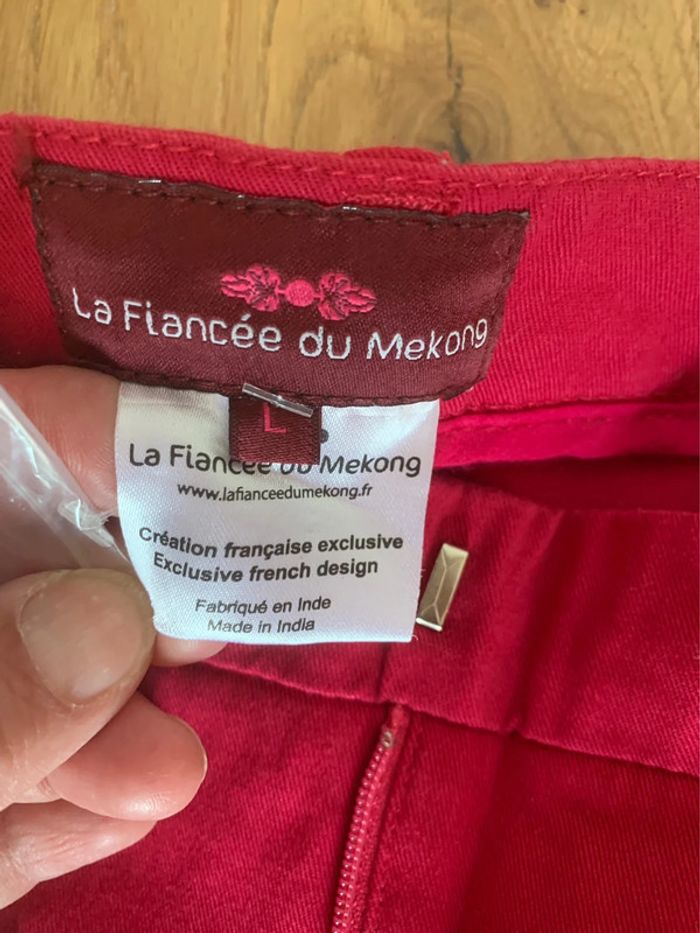 La Fiancée du Mekong
L
La Fiancée du Mekong
www.lafianceedumekong.fr
Création française exclusive
Exclusive french design
Fabriqué en Inde
Made in India